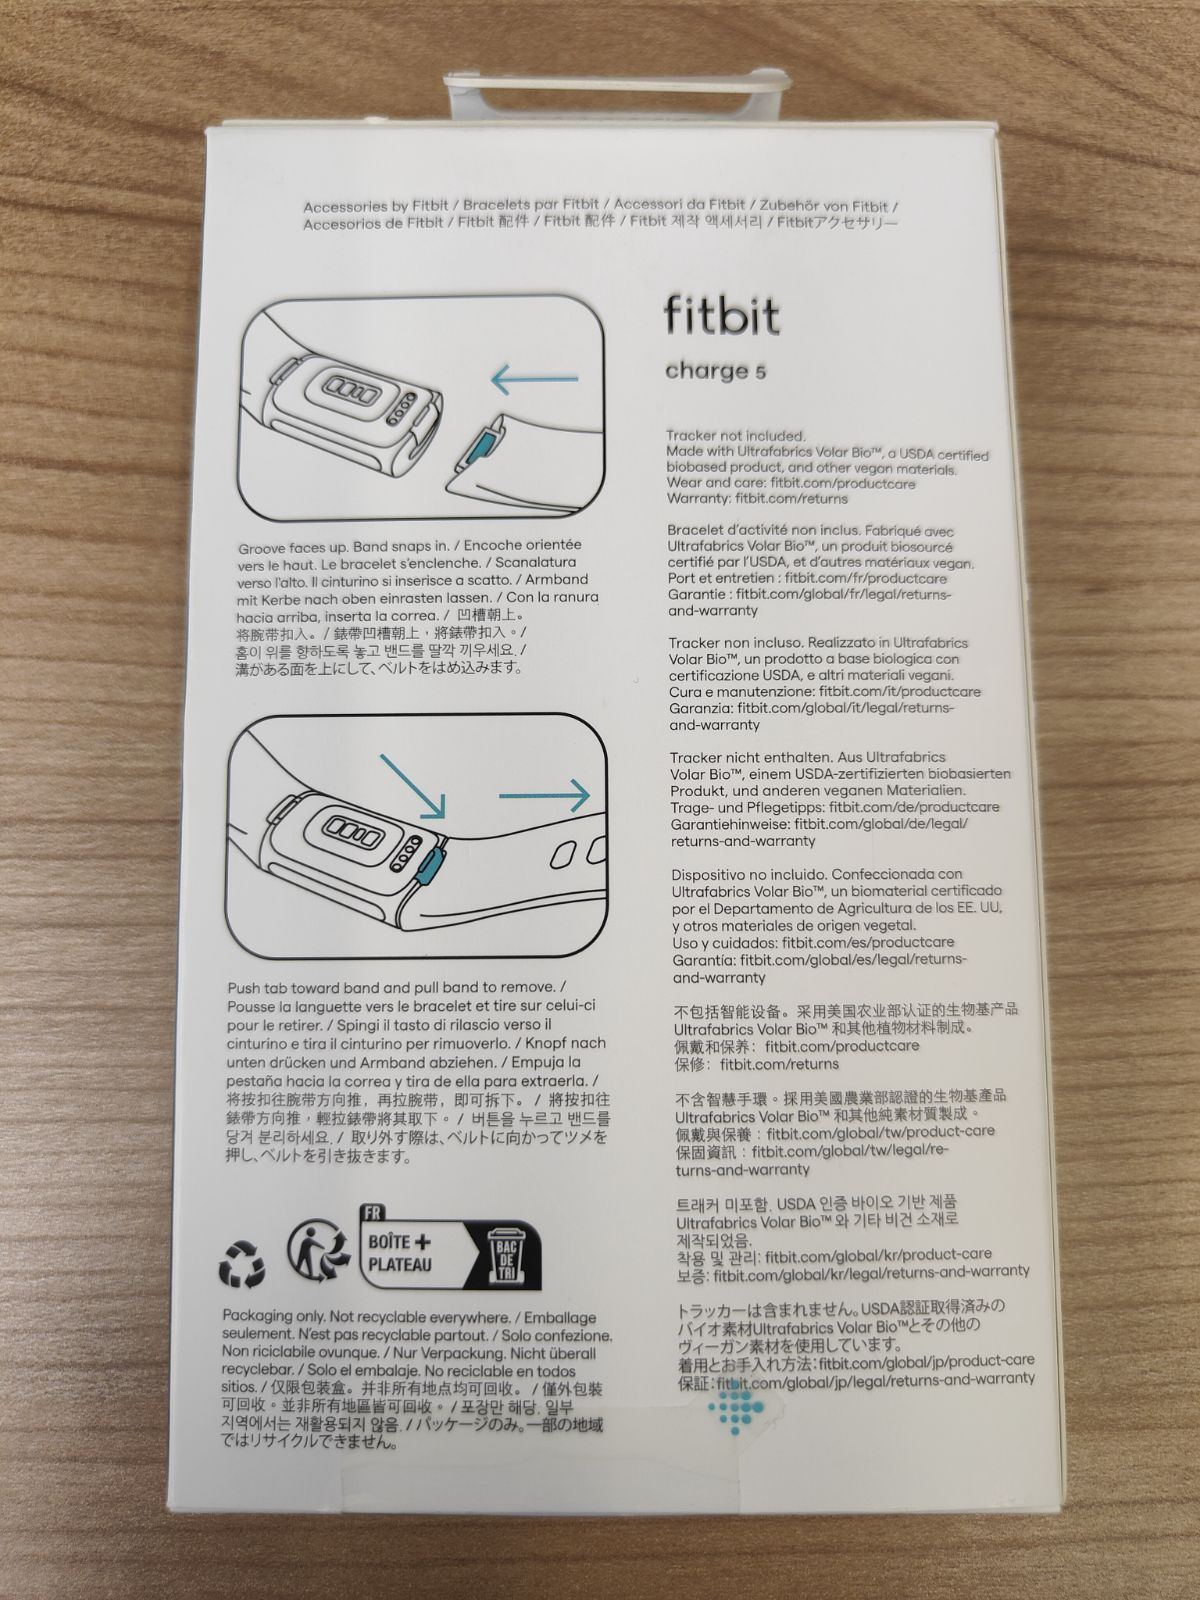 Accessories by Fitbit / Bracelets par Fitbit / Accessori da Fitbit / Zubehör von Fitbit /
Accesorios de Fitbit / Fitbit 配件 / Fitbit 配件 / Fitbit 제작 액세서리 / Fitbitアクセサリー
Groove faces up. Band snaps in. / Encoche orientée
vers le haut. Le bracelet s'enclenche. / Scanalatura
verso l'alto. Il cinturino si inserisce a scatto. / Armband
mit Kerbe nach oben einrasten lassen. / Con la ranura
hacia arriba, inserta la correa. / 凹槽朝上。
将腕带扣入。 / 錶帶凹槽朝上，將錶帶扣入。/
홈이 위를 향하도록 놓고 밴드를 딸깍 끼우세요. /
溝がある面を上にして、ベルトをはめ込みます。
Push tab toward band and pull band to remove. /
Pousse la languette vers le bracelet et tire sur celui-ci
pour le retirer. / Spingi il tasto di rilascio verso il
cinturino e tira il cinturino per rimuoverlo. / Knopf nach
unten drücken und Armband abziehen. / Empuja la
pestaña hacia la correa y tira de ella para extraerla. /
将按扣往腕带方向推，再拉腕带，即可拆下。 / 將按扣往
錶帶方向推，輕拉錶帶將其取下。 / 버튼을 누르고 밴드를
당겨 분리하세요. / 取り外す際は、ベルトに向かってツメを
押し、ベルトを引き抜きます。
FR
BOÎTE +
PLATEAU
BAC
DE
TRI
Packaging only. Not recyclable everywhere. / Emballage
seulement. N'est pas recyclable partout. / Solo confezione.
Non riciclabile ovunque. / Nur Verpackung. Nicht überall
recyclebar. / Solo el embalaje. No reciclable en todos
sitios. / 仅限包装盒。并非所有地点均可回收。 / 僅外包裝
可回收。並非所有地區皆可回收。 / 포장만 해당. 일부
지역에서는 재활용되지 않음. / パッケージのみ。一部の地域
ではリサイクルできません。
fitbit
charge 5
Tracker not included.
Made with Ultrafabrics Volar Bio™, a USDA certified
biobased product, and other vegan materials.
Wear and care: fitbit.com/productcare
Warranty: fitbit.com/returns
Bracelet d'activité non inclus. Fabriqué avec
Ultrafabrics Volar Bio™, un produit biosourcé
certifié par l'USDA, et d'autres matériaux vegan.
Port et entretien : fitbit.com/fr/productcare
Garantie : fitbit.com/global/fr/legal/returns-
and-warranty
Tracker non incluso. Realizzato in Ultrafabrics
Volar Bio™, un prodotto a base biologica con
certificazione USDA, e altri materiali vegani.
Cura e manutenzione: fitbit.com/it/productcare
Garanzia: fitbit.com/global/it/legal/returns-
and-warranty
Tracker nicht enthalten. Aus Ultrafabrics
Volar Bio™, einem USDA-zertifizierten biobasierten
Produkt, und anderen veganen Materialien.
Trage- und Pflegetipps: fitbit.com/de/productcare
Garantiehinweise: fitbit.com/global/de/legal/
returns-and-warranty
Dispositivo no incluido. Confeccionada con
Ultrafabrics Volar Bio™, un biomaterial certificado
por el Departamento de Agricultura de los EE. UU,
y otros materiales de origen vegetal.
Uso y cuidados: fitbit.com/es/productcare
Garantía: fitbit.com/global/es/legal/returns-
and-warranty
不包括智能设备。采用美国农业部认证的生物基产品
Ultrafabrics Volar Bio™ 和其他植物材料制成。
佩戴和保养：fitbit.com/productcare
保修：fitbit.com/returns
不含智慧手環。採用美國農業部認證的生物基產品
Ultrafabrics Volar Bio™ 和其他純素材質製成。
佩戴與保養：fitbit.com/global/tw/product-care
保固資訊：fitbit.com/global/tw/legal/re-
turns-and-warranty
트래커 미포함. USDA 인증 바이오 기반 제품
Ultrafabrics Volar Bio™ 와 기타 비건 소재로
제작되었음.
착용 및 관리: fitbit.com/global/kr/product-care
보증: fitbit.com/global/kr/legal/returns-and-warranty
トラッカーは含まれません。USDA認証取得済みの
バイオ素材Ultrafabrics Volar Bio™とその他の
ヴィーガン素材を使用しています。
着用とお手入れ方法：fitbit.com/global/jp/product-care
保証：fitbit.com/global/jp/legal/returns-and-warranty